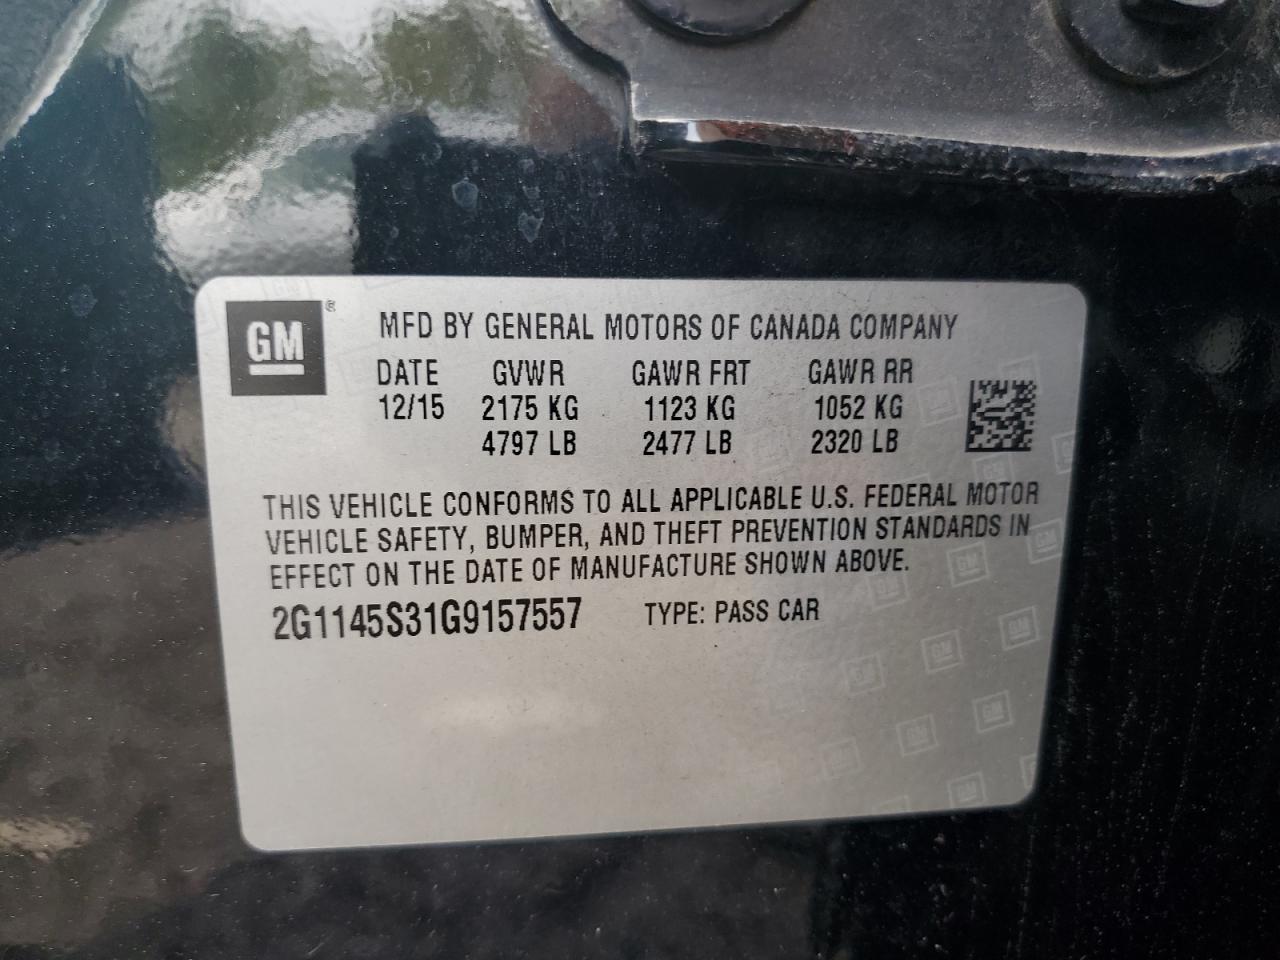 GM ®
MFD BY GENERAL MOTORS OF CANADA COMPANY
DATE GVWR GAWR FRT GAWR RR
12/15 2175 KG 1123 KG 1052 KG
4797 LB 2477 LB 2320 LB
THIS VEHICLE CONFORMS TO ALL APPLICABLE U.S. FEDERAL MOTOR
VEHICLE SAFETY, BUMPER, AND THEFT PREVENTION STANDARDS IN
EFFECT ON THE DATE OF MANUFACTURE SHOWN ABOVE.
2G1145S31G9157557 TYPE: PASS CAR